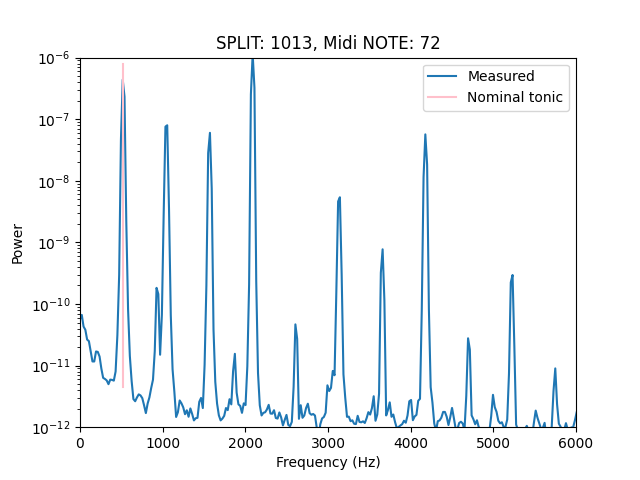 SPLIT: 1013, Midi NOTE: 72
Measured
Nominal tonic
Power
10⁻⁶
10⁻⁷
10⁻⁸
10⁻⁹
10⁻¹⁰
10⁻¹¹
10⁻¹²
0 1000 2000 3000 4000 5000 6000
Frequency (Hz)